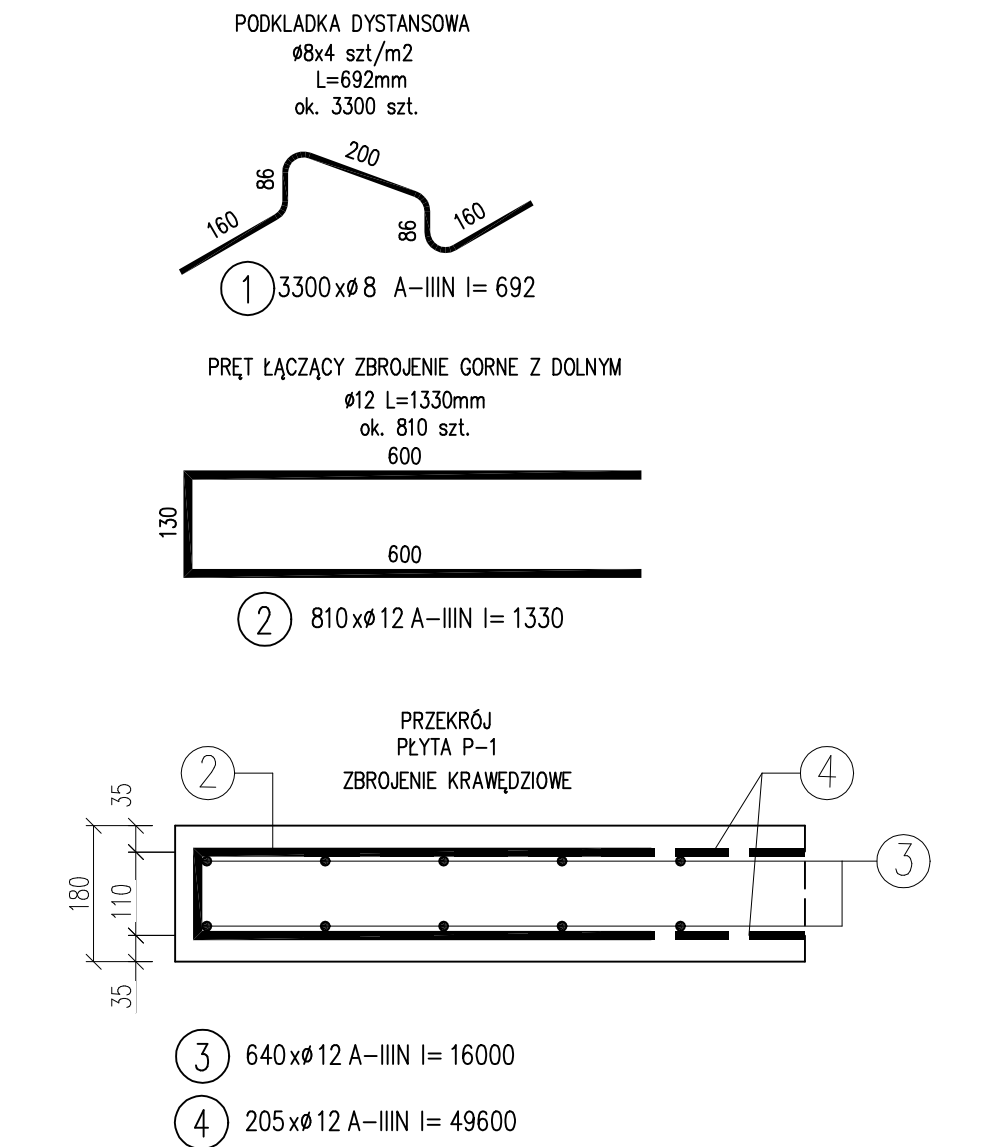 PODKLADKA DYSTANSOWA
ø8x4 szt/m2
L=692mm
ok. 3300 szt.
200
86
160
86
160
1 3300xø8 A-IIIN l= 692
PRĘT ŁĄCZĄCY ZBROJENIE GORNE Z DOLNYM
ø12 L=1330mm
ok. 810 szt.
600
130
600
2 810xø12 A-IIIN l= 1330
PRZEKRÓJ
PŁYTA P-1
ZBROJENIE KRAWĘDZIOWE
2
4
35
3
180
110
35
3 640xø12 A-IIIN l= 16000
4 205xø12 A-IIIN l= 49600